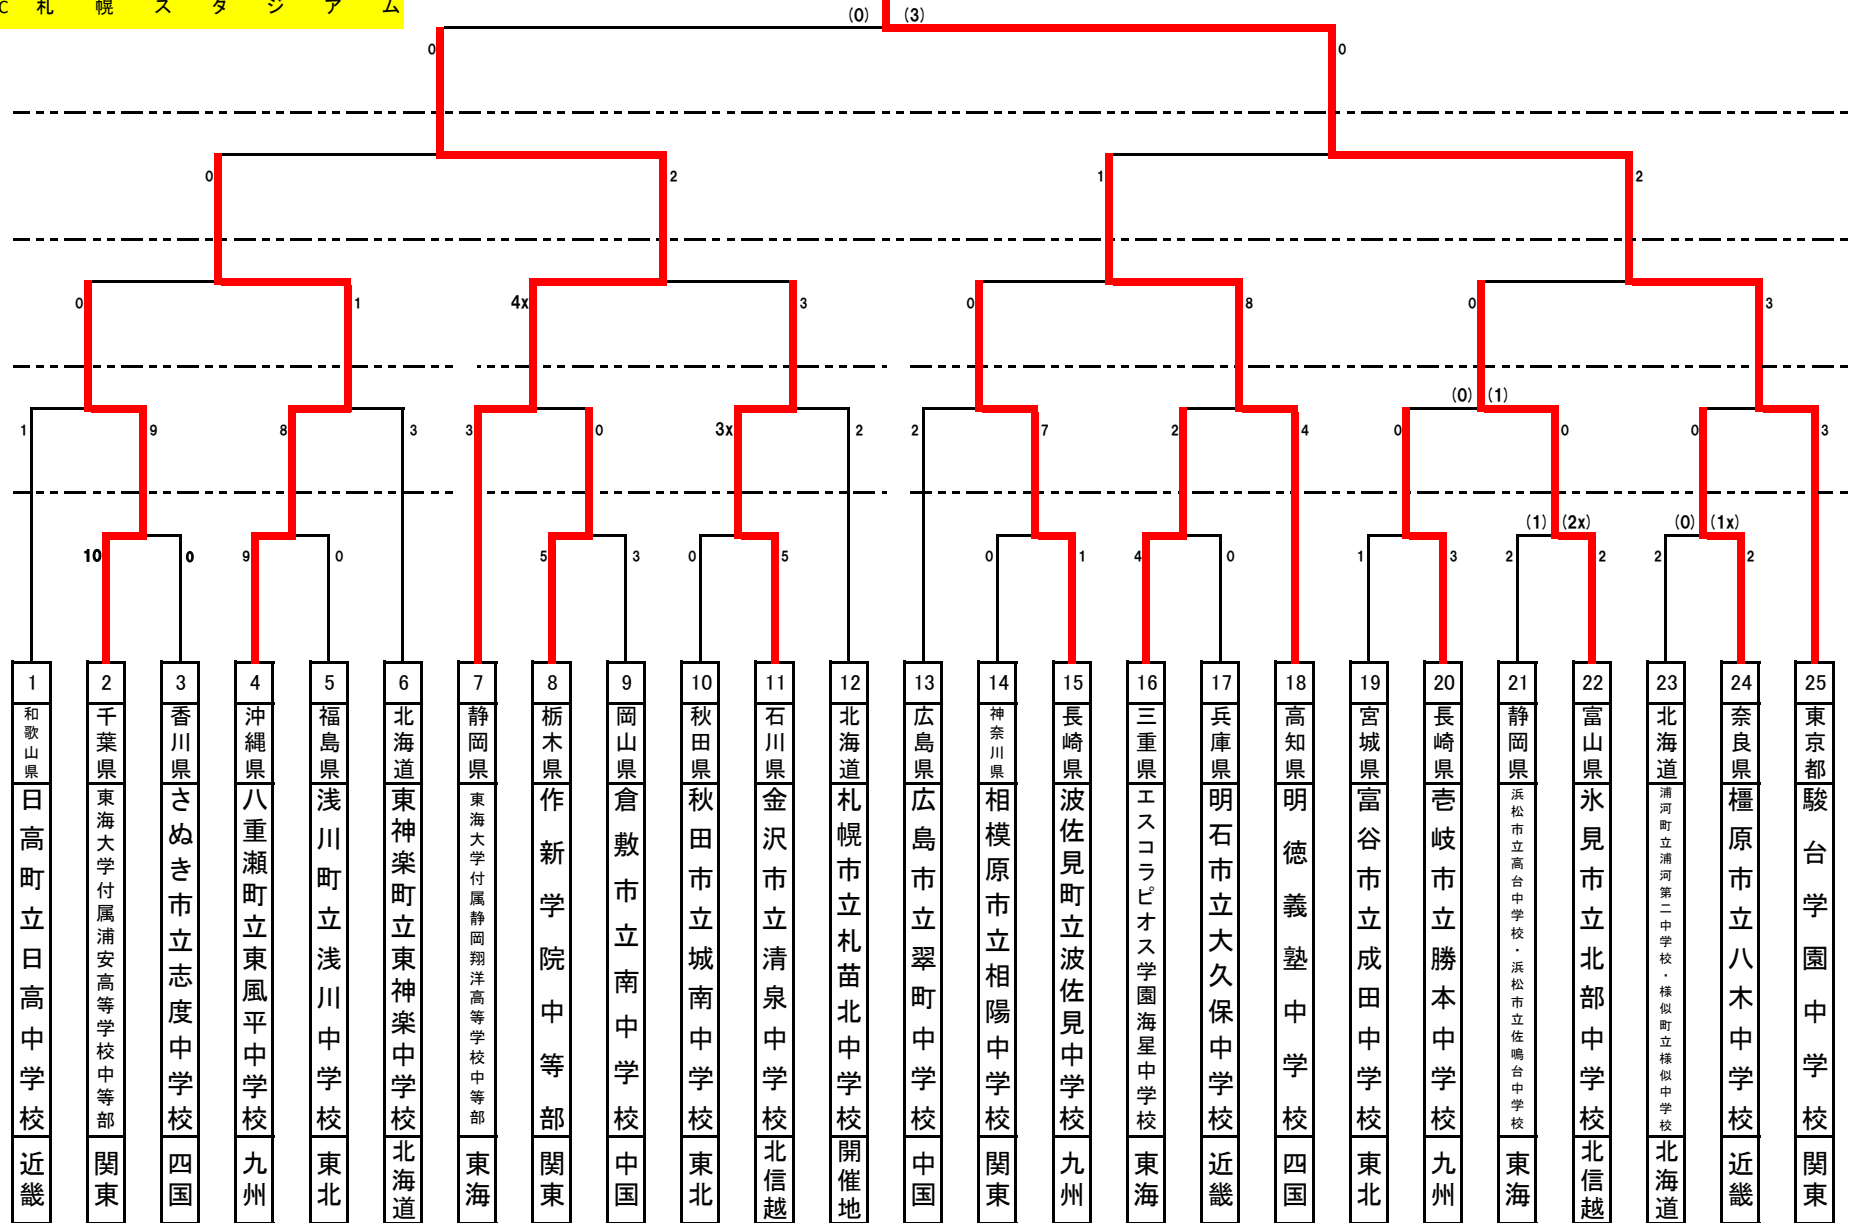 C 札 幌 ス タ ジ ア ム
(0) (3)
0 0
0 2 1 2
0 1 4x 3 0 8 0 3
(0) (1)
1 9 8 3 3 0 3x 2 2 7 2 4 0 0 0 3
(1) (2x) (0) (1x)
10 0 9 0 5 3 0 5 0 1 4 0 1 3 2 2 2 2
1 和歌山県 日高町立日高中学校 近畿
2 千葉県 東海大学付属浦安高等学校中等部 関東
3 香川県 さぬき市立志度中学校 四国
4 沖縄県 八重瀬町立東風平中学校 九州
5 福島県 浅川町立浅川中学校 東北
6 北海道 東神楽町立東神楽中学校 北海道
7 静岡県 東海大学付属静岡翔洋高等学校中等部 東海
8 栃木県 作新学院中等部 関東
9 岡山県 倉敷市立南中学校 中国
10 秋田県 秋田市立城南中学校 東北
11 石川県 金沢市立清泉中学校 北信越
12 北海道 札幌市立札苗北中学校 開催地
13 広島県 広島市立翠町中学校 中国
14 神奈川県 相模原市立相陽中学校 関東
15 長崎県 波佐見町立波佐見中学校 九州
16 三重県 エスコラピオス学園海星中学校 東海
17 兵庫県 明石市立大久保中学校 近畿
18 高知県 明徳義塾中学校 四国
19 宮城県 富谷市立成田中学校 東北
20 長崎県 壱岐市立勝本中学校 九州
21 静岡県 浜松市立高台中学校・浜松市立佐鳴台中学校 東海
22 富山県 氷見市立北部中学校 北信越
23 北海道 浦河町立浦河第二中学校・様似町立様似中学校 北海道
24 奈良県 橿原市立八木中学校 近畿
25 東京都 駿台学園中学校 関東